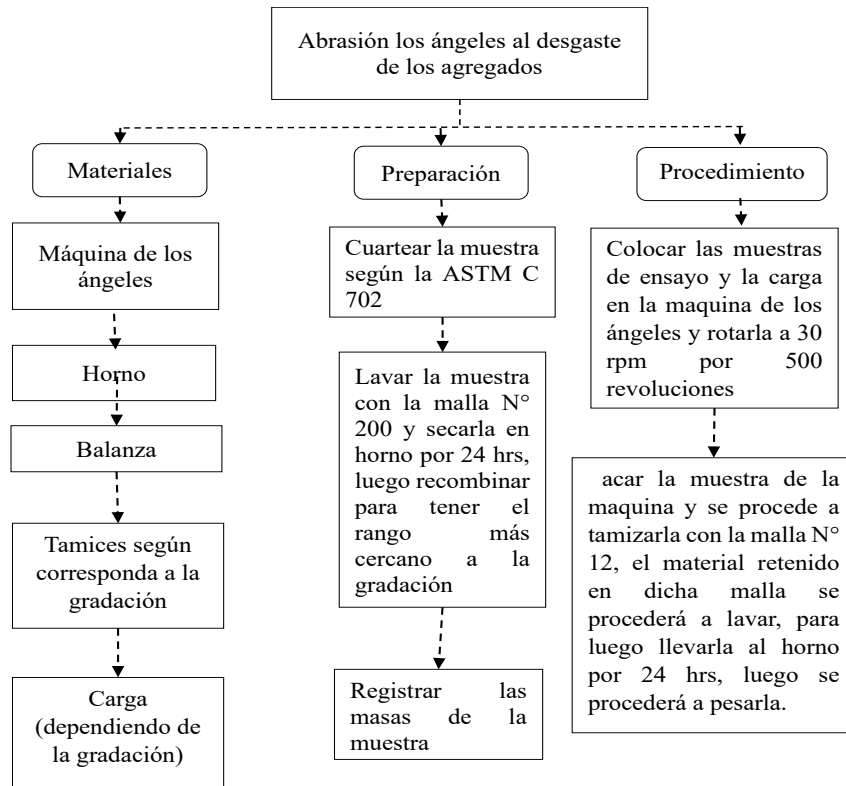 Abrasión los ángeles al desgaste
de los agregados
Materiales
Máquina de los
ángeles
Horno
Balanza
Tamices según
corresponda a la
gradación
Carga
(dependiendo de
la gradación)
Preparación
Cuartear la muestra
según la ASTM C
702
Lavar la muestra
con la malla N°
200 y secarla en
horno por 24 hrs,
luego recombinar
para tener el
rango más
cercano a la
gradación
Registrar las
masas de la
muestra
Procedimiento
Colocar las muestras
de ensayo y la carga
en la maquina de los
ángeles y rotarla a 30
rpm por 500
revoluciones
acar la muestra de la
maquina y se procede a
tamizarla con la malla N°
12, el material retenido
en dicha malla se
procederá a lavar, para
luego llevarla al horno
por 24 hrs, luego se
procederá a pesarla.